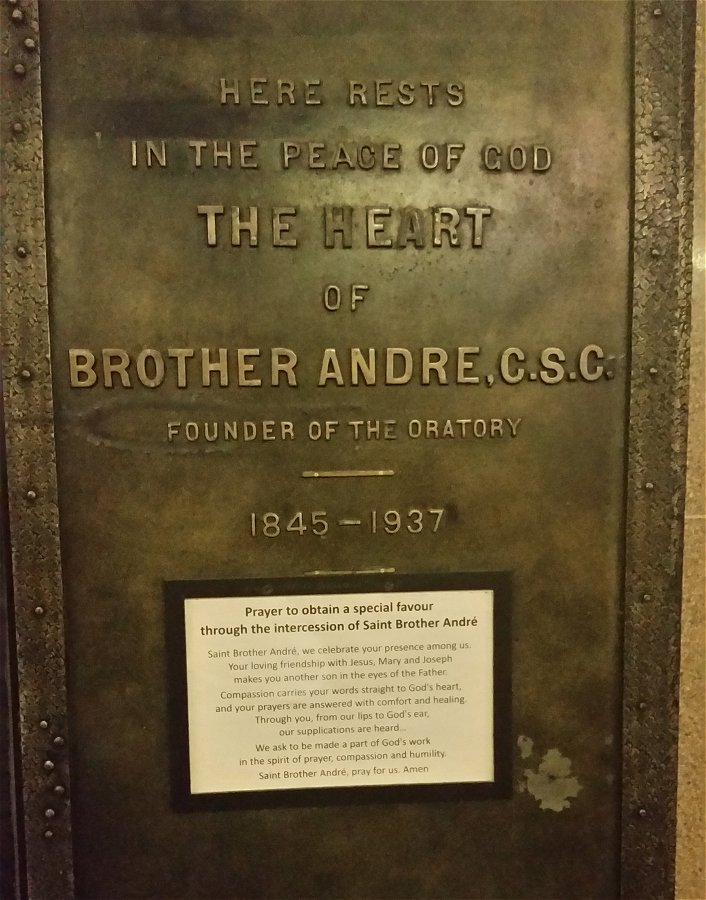 HERE RESTS
IN THE PEACE OF GOD
THE HEART
OF
BROTHER ANDRE, C.S.C.
FOUNDER OF THE ORATORY
1845 – 1937
Prayer to obtain a special favour
through the intercession of Saint Brother André
Saint Brother André, we celebrate your presence among us.
Your loving friendship with Jesus, Mary and Joseph
makes you another son in the eyes of the Father.
Compassion carries your words straight to God's heart,
and your prayers are answered with comfort and healing.
Through you, from our lips to God's ear,
our supplications are heard...
We ask to be made a part of God's work
in the spirit of prayer, compassion and humility.
Saint Brother André, pray for us. Amen